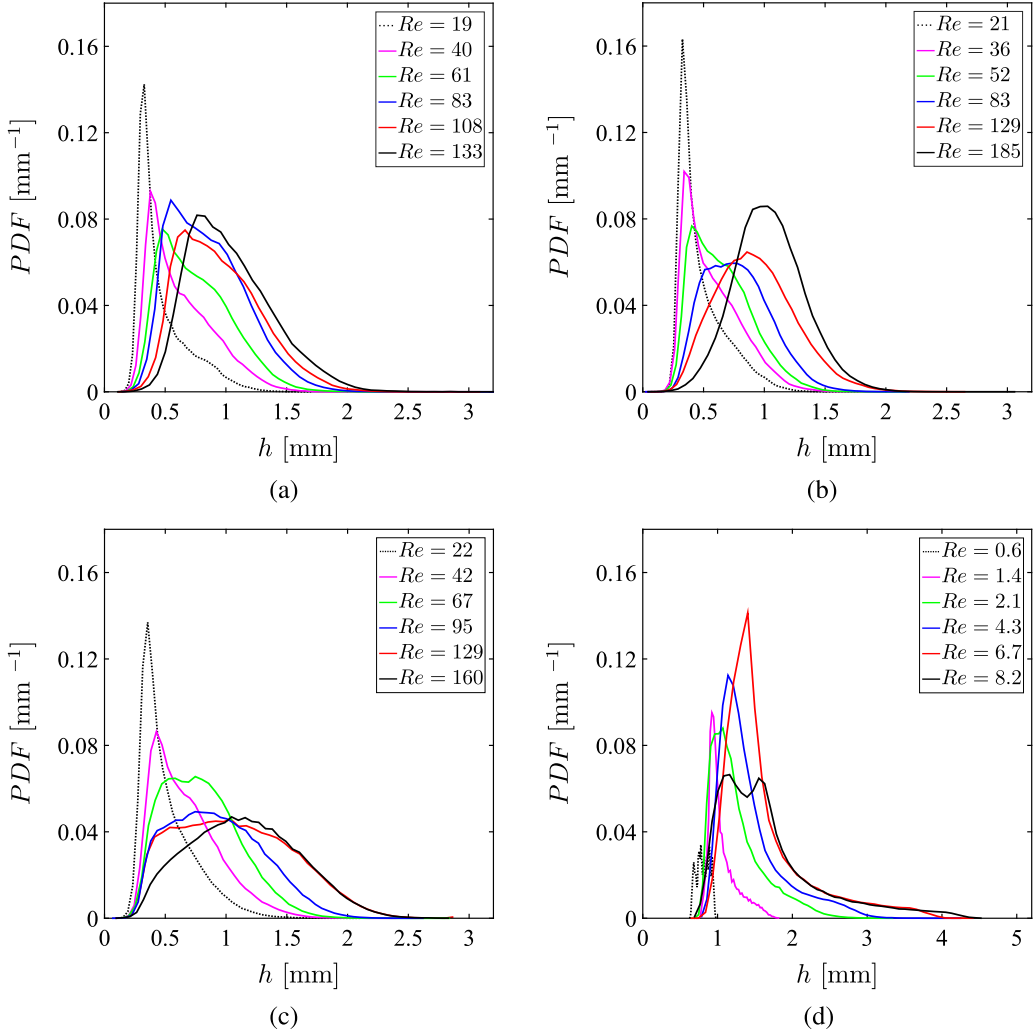 PDF [mm⁻¹]
0.16
0.12
0.08
0.04
0
0 0.5 1 1.5 2 2.5 3
h [mm]
Re = 19
Re = 40
Re = 61
Re = 83
Re = 108
Re = 133
(a)
PDF [mm⁻¹]
0.16
0.12
0.08
0.04
0
0 0.5 1 1.5 2 2.5 3
h [mm]
Re = 21
Re = 36
Re = 52
Re = 83
Re = 129
Re = 185
(b)
PDF [mm⁻¹]
0.16
0.12
0.08
0.04
0
0 0.5 1 1.5 2 2.5 3
h [mm]
Re = 22
Re = 42
Re = 67
Re = 95
Re = 129
Re = 160
(c)
PDF [mm⁻¹]
0.16
0.12
0.08
0.04
0
0 1 2 3 4 5
h [mm]
Re = 0.6
Re = 1.4
Re = 2.1
Re = 4.3
Re = 6.7
Re = 8.2
(d)